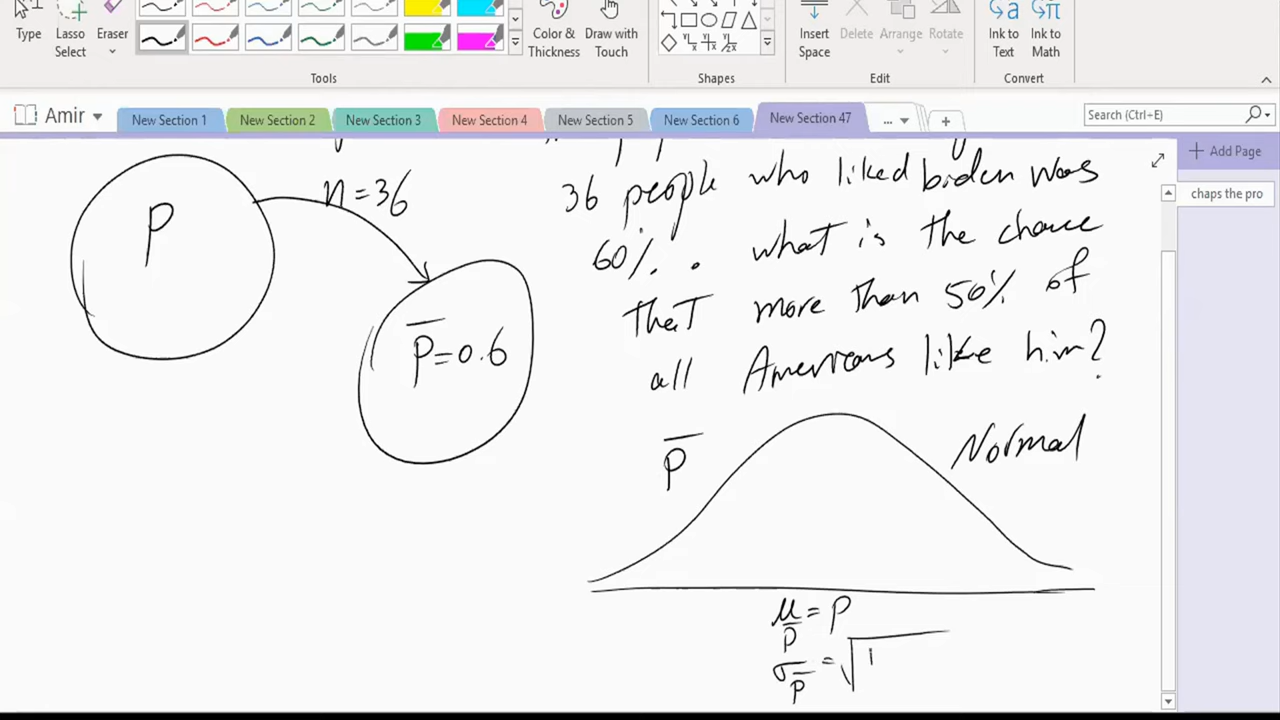 Type
Lasso Select
Eraser
Color & Thickness
Draw with Touch
Insert Space
Delete
Arrange
Rotate
Ink to Text
Ink to Math
Tools
Shapes
Edit
Convert
Amir
New Section 1
New Section 2
New Section 3
New Section 4
New Section 5
New Section 6
New Section 47
...
Search (Ctrl+E)
Add Page
chaps the pro
P
n=36
p̅=0.6
36 people who liked biden was
60%. what is the chance
that more than 50% of
all Americans like him?
p̅
Normal
μp̅ = P
σp̅ = √